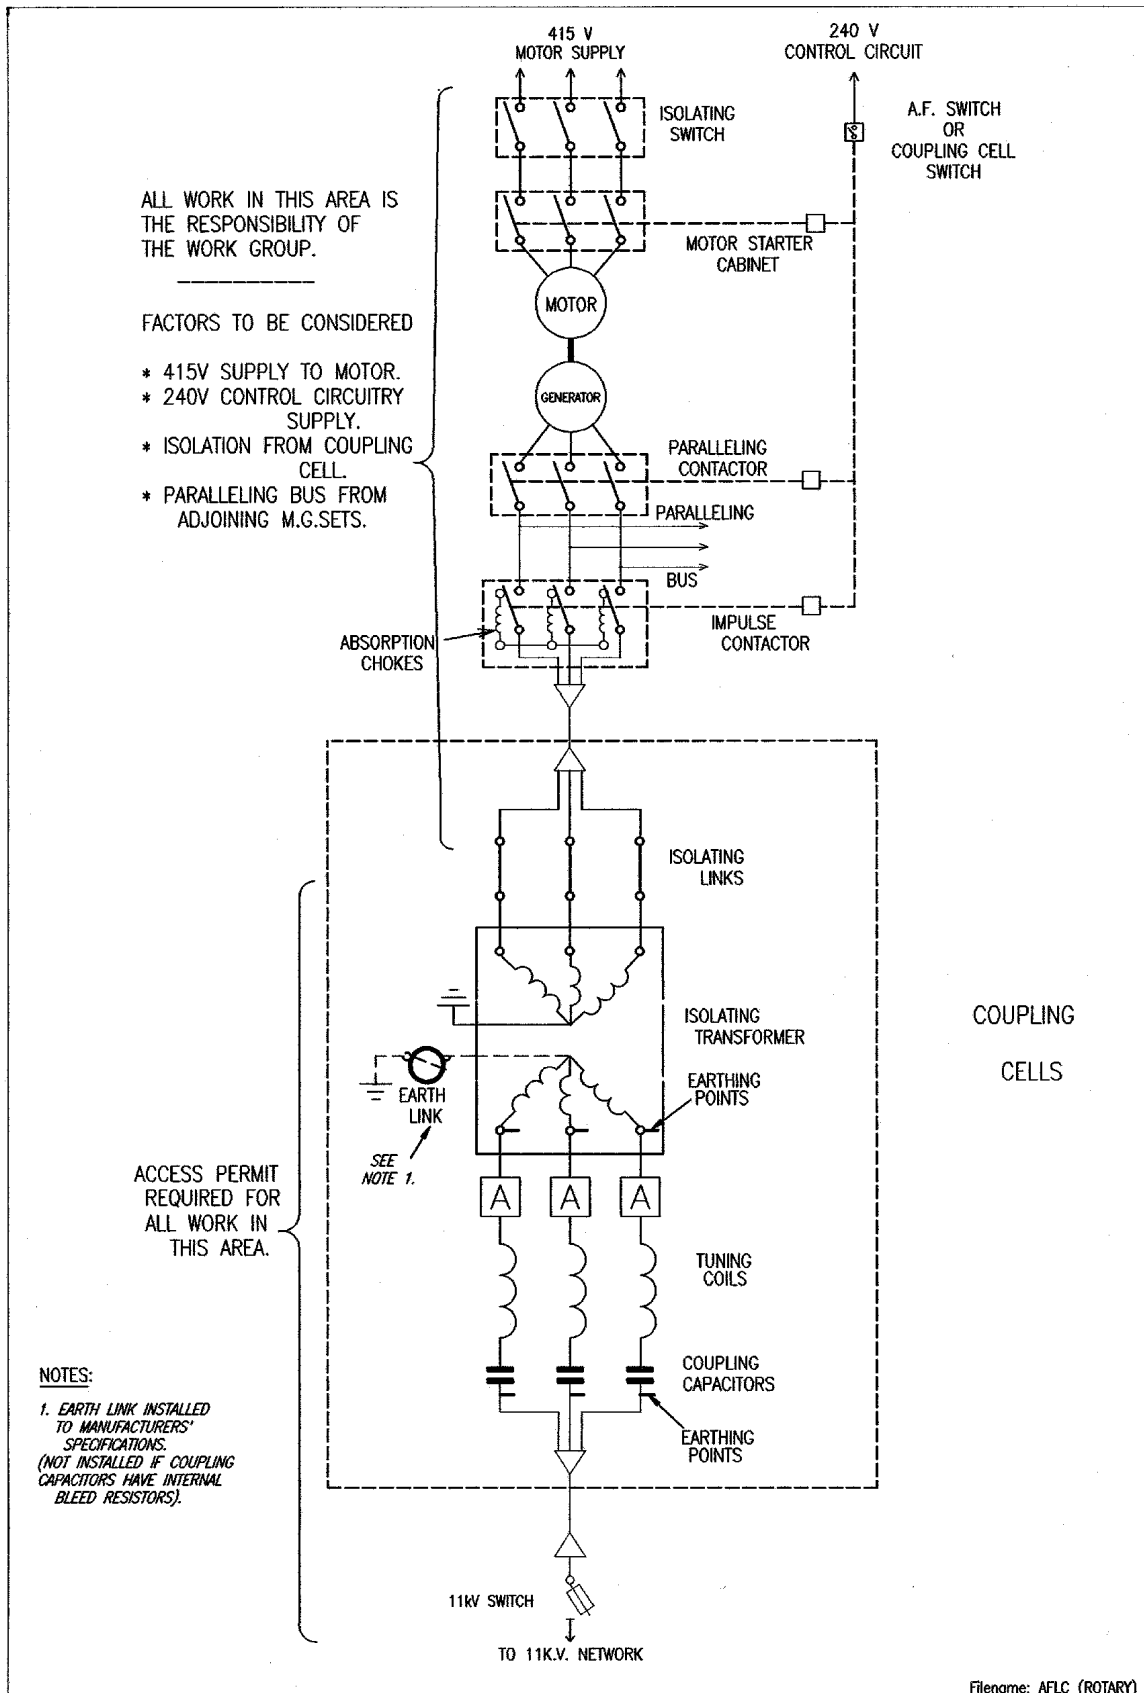 415 V
MOTOR SUPPLY
240 V
CONTROL CIRCUIT
ISOLATING
SWITCH
A.F. SWITCH
OR
COUPLING CELL
SWITCH
ALL WORK IN THIS AREA IS
THE RESPONSIBILITY OF
THE WORK GROUP.
MOTOR STARTER
CABINET
MOTOR
FACTORS TO BE CONSIDERED
* 415V SUPPLY TO MOTOR.
* 240V CONTROL CIRCUITRY
SUPPLY.
* ISOLATION FROM COUPLING
CELL.
* PARALLELING BUS FROM
ADJOINING M.G.SETS.
GENERATOR
PARALLELING
CONTACTOR
PARALLELING
BUS
ABSORPTION
CHOKES
IMPULSE
CONTACTOR
ISOLATING
LINKS
ISOLATING
TRANSFORMER
COUPLING
CELLS
EARTHING
POINTS
EARTH
LINK
SEE
NOTE 1.
ACCESS PERMIT
REQUIRED FOR
ALL WORK IN
THIS AREA.
A A A
TUNING
COILS
COUPLING
CAPACITORS
EARTHING
POINTS
NOTES:
1. EARTH LINK INSTALLED
TO MANUFACTURERS'
SPECIFICATIONS.
(NOT INSTALLED IF COUPLING
CAPACITORS HAVE INTERNAL
BLEED RESISTORS).
11kV SWITCH
TO 11K.V. NETWORK
Filename: AFLC (ROTARY)